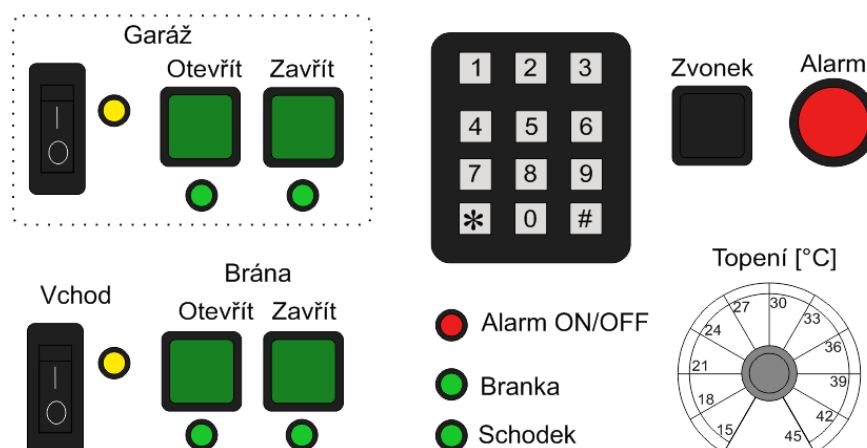 Garáž
Otevřít Zavřít
1 2 3
4 5 6
7 8 9
* 0 #
Zvonek
Alarm
Vchod
Brána
Otevřít Zavřít
Alarm ON/OFF
Branka
Schodek
Topení [°C]
15
18
21
24
27
30
33
36
39
42
45